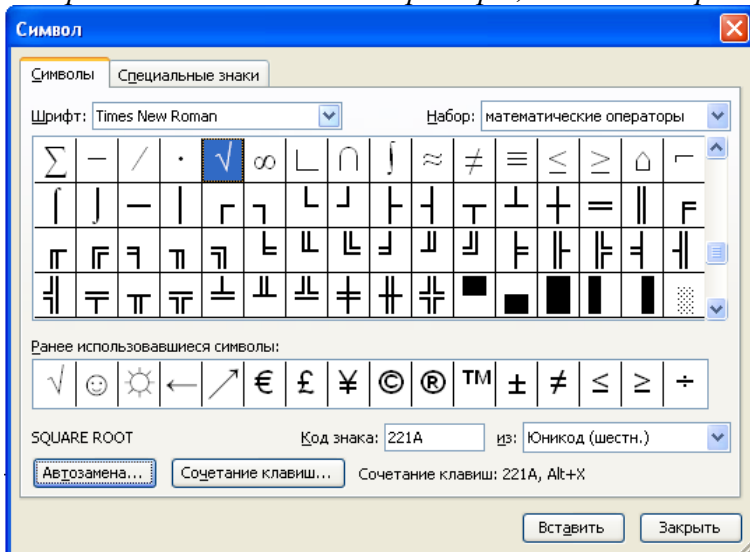 Символ
Символы Специальные знаки
Шрифт: Times New Roman Набор: математические операторы
∑ − ∕ ∙ √ ∞ ∟ ∩ ∫ ≈ ≠ ≡ ≤ ≥ ⌂ ⌐
⌠ ⌡ ─ │ ┌ ┐ └ ┘ ├ ┤ ┬ ┴ ┼ ═ ║ ╒
╓ ╔ ╕ ╖ ╗ ╘ ╙ ╚ ╛ ╜ ╝ ╞ ╟ ╠ ╡ ╢
╣ ╤ ╥ ╦ ╧ ╨ ╩ ╪ ╫ ╬ ▀ ▄ █ ▌ ▐ ░
Ранее использовавшиеся символы:
√ ☺ ☼ ← ↗ € £ ¥ © ® ™ ± ≠ ≤ ≥ ÷
SQUARE ROOT Код знака: 221A из: Юникод (шестн.)
Автозамена... Сочетание клавиш... Сочетание клавиш: 221A, Alt+X
Вставить Закрыть